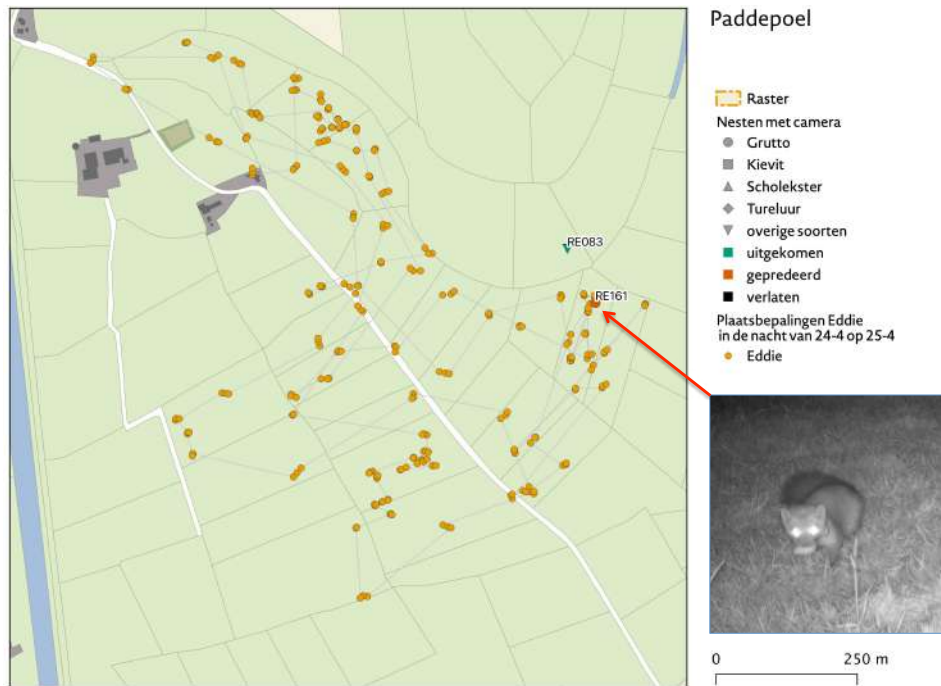 Paddepoel
Raster
Nesten met camera
Grutto
Kievit
Scholekster
Tureluur
overige soorten
uitgekomen
gepredeerd
verlaten
Plaatsbepalingen Eddie
in de nacht van 24-4 op 25-4
Eddie
RE083
RE161
0 250 m